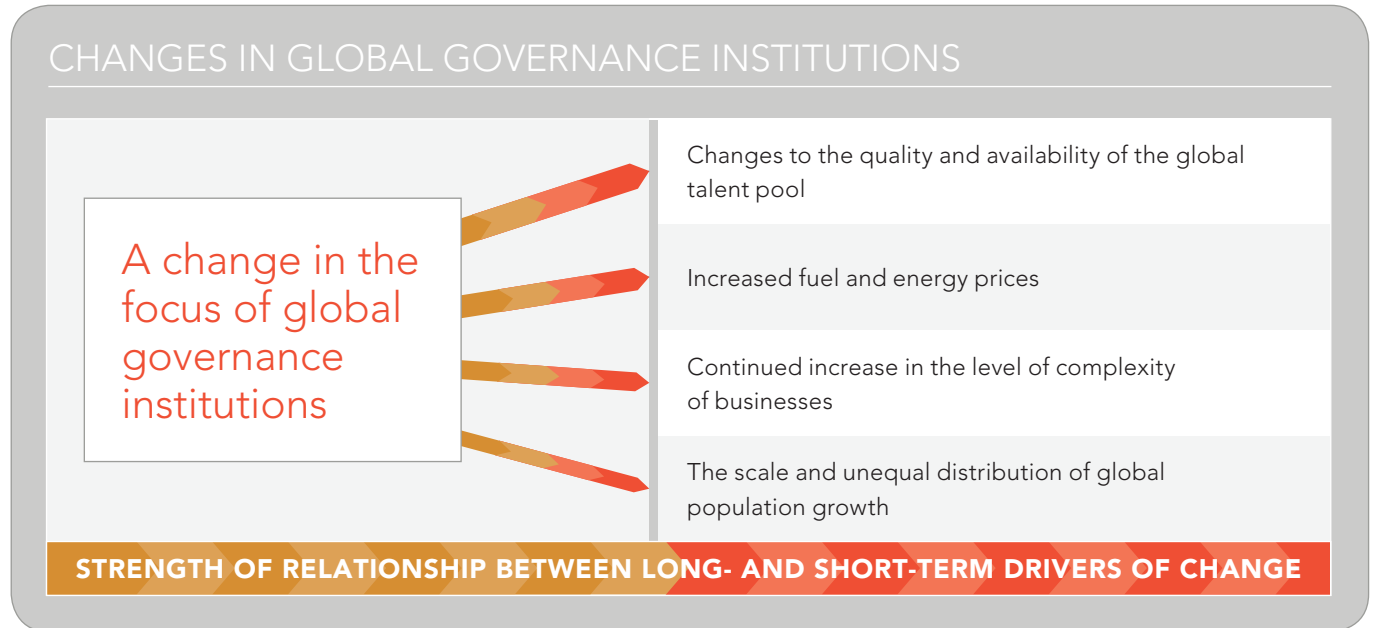 CHANGES IN GLOBAL GOVERNANCE INSTITUTIONS
A change in the
focus of global
governance
institutions
Changes to the quality and availability of the global
talent pool
Increased fuel and energy prices
Continued increase in the level of complexity
of businesses
The scale and unequal distribution of global
population growth
STRENGTH OF RELATIONSHIP BETWEEN LONG- AND SHORT-TERM DRIVERS OF CHANGE